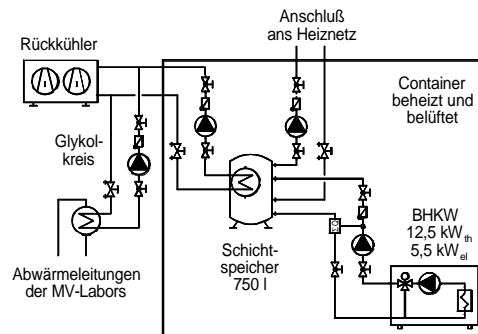 Anschluß
ans Heiznetz
Rückkühler
Container
beheizt und
belüftet
Glykol-
kreis
BHKW
12,5 kW th
5,5 kW el
Schicht-
speicher
750 l
Abwärmeleitungen
der MV-Labors